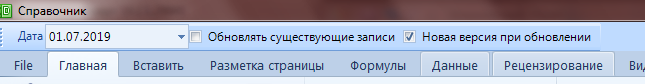 Справочник
Дата 01.07.2019 Обновлять существующие записи Новая версия при обновлении
File Главная Вставить Разметка страницы Формулы Данные Рецензирование